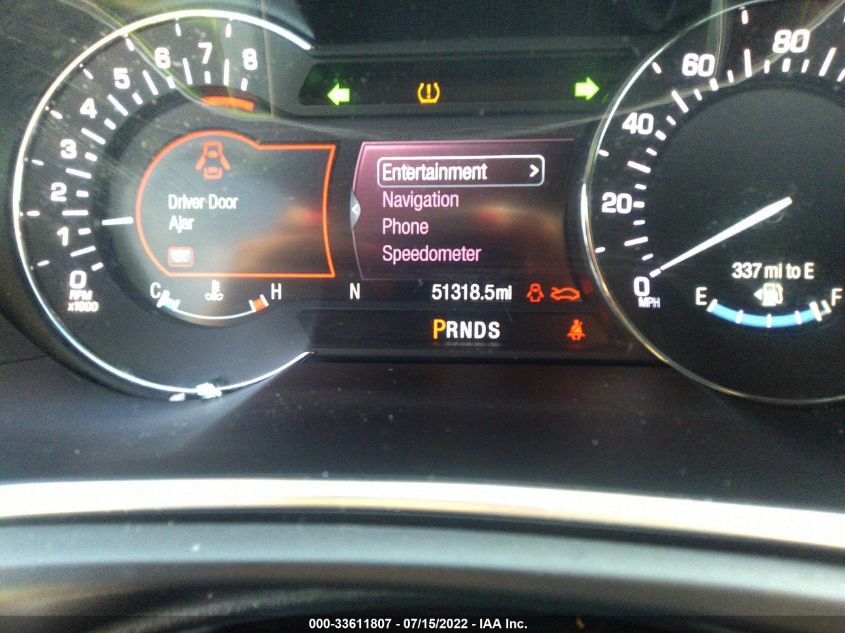 0 1 2 3 4 5 6 7 8
RPM
x1000
Driver Door
Ajar
OK
C H
Entertainment >
Navigation
Phone
Speedometer
N 51318.5mi
PRNDS
0 20 40 60 80
MPH
337 mi to E
E F
000-33611807 - 07/15/2022 - IAA Inc.